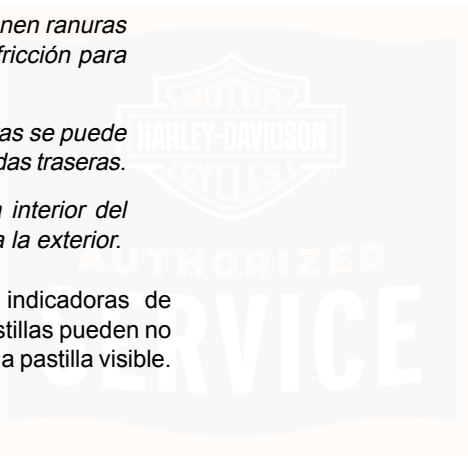 nen ranuras
fricción para
as se puede
das traseras.
interior del
a la exterior.
indicadoras de
stillas pueden no
a pastilla visible.
MOTOR
HARLEY-DAVIDSON
CYCLES
AUTHORIZED
SERVICE